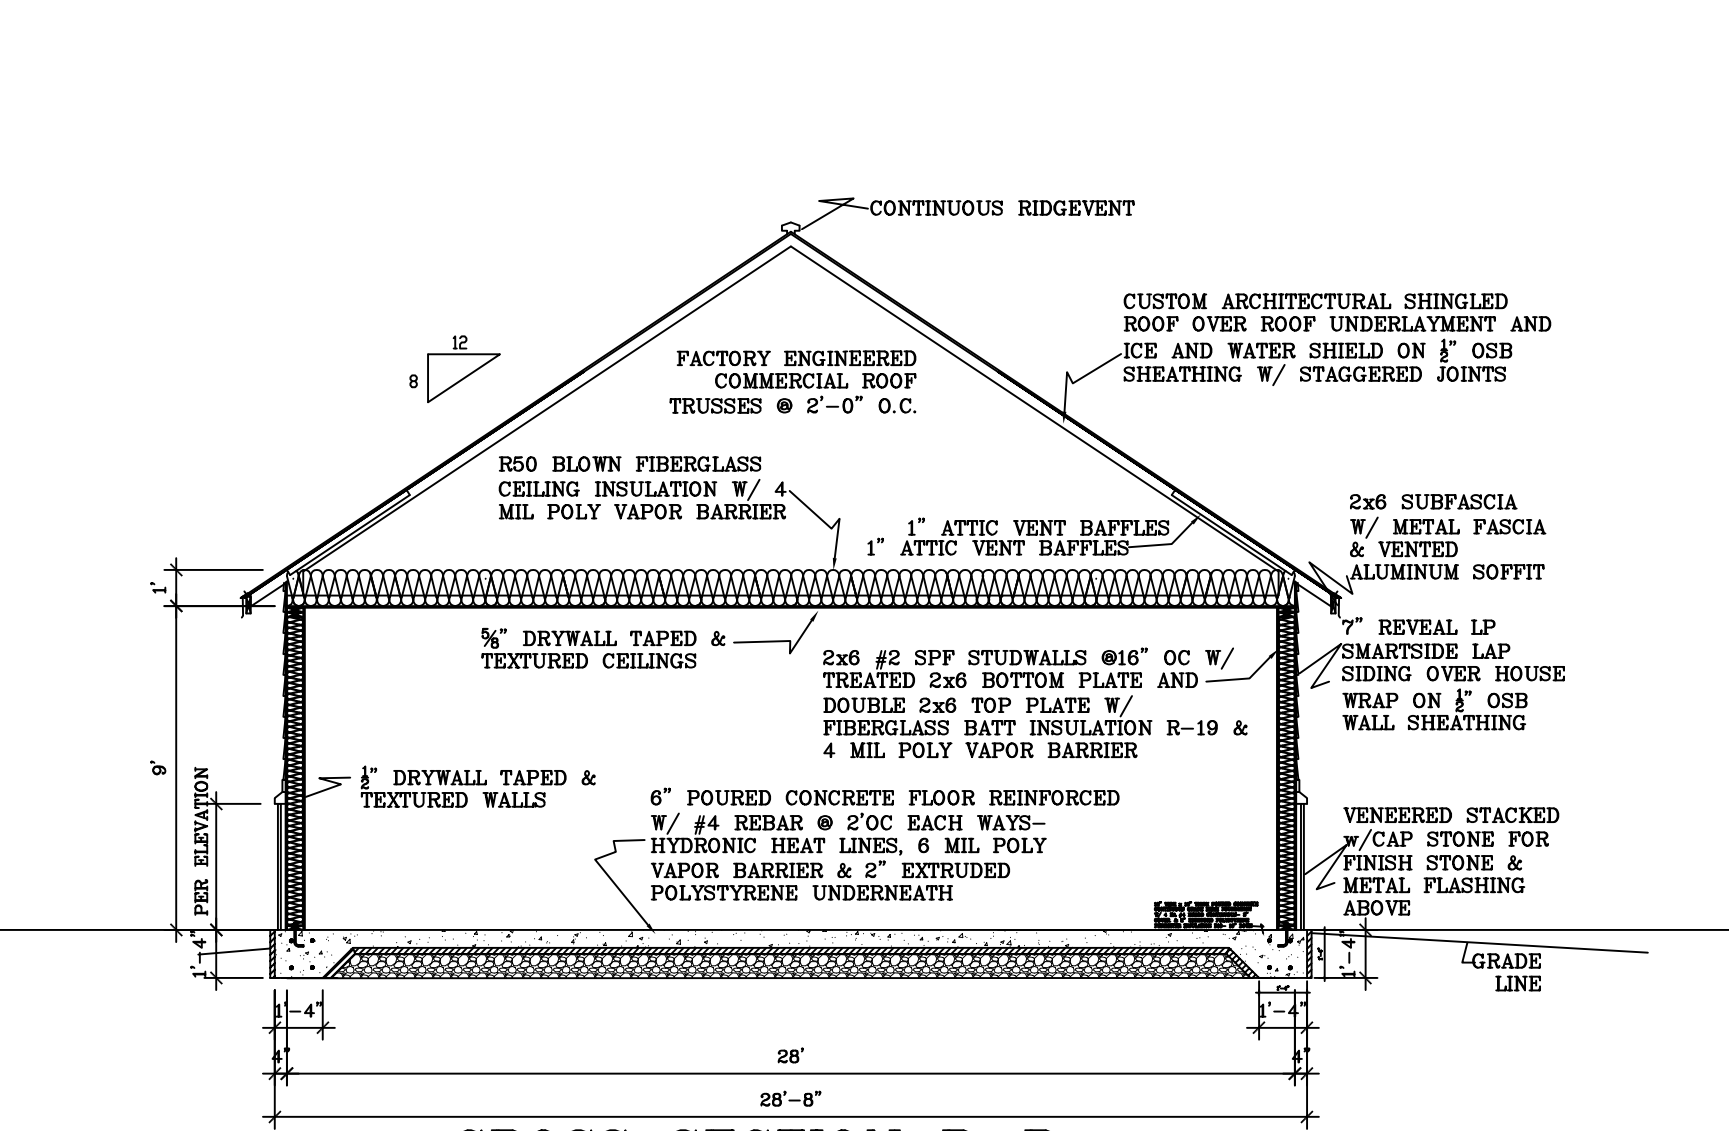 CONTINUOUS RIDGEVENT
CUSTOM ARCHITECTURAL SHINGLED
ROOF OVER ROOF UNDERLAYMENT AND
ICE AND WATER SHIELD ON ½" OSB
SHEATHING W/ STAGGERED JOINTS
12
8
FACTORY ENGINEERED
COMMERCIAL ROOF
TRUSSES @ 2'-0" O.C.
R50 BLOWN FIBERGLASS
CEILING INSULATION W/ 4
MIL POLY VAPOR BARRIER
1" ATTIC VENT BAFFLES
1" ATTIC VENT BAFFLES
2x6 SUBFASCIA
W/ METAL FASCIA
& VENTED
ALUMINUM SOFFIT
1'
⅝" DRYWALL TAPED &
TEXTURED CEILINGS
2x6 #2 SPF STUDWALLS @16" OC W/
TREATED 2x6 BOTTOM PLATE AND
DOUBLE 2x6 TOP PLATE W/
FIBERGLASS BATT INSULATION R-19 &
4 MIL POLY VAPOR BARRIER
7" REVEAL LP
SMARTSIDE LAP
SIDING OVER HOUSE
WRAP ON ½" OSB
WALL SHEATHING
9'
½" DRYWALL TAPED &
TEXTURED WALLS
PER ELEVATION
6" POURED CONCRETE FLOOR REINFORCED
W/ #4 REBAR @ 2'OC EACH WAYS-
HYDRONIC HEAT LINES, 6 MIL POLY
VAPOR BARRIER & 2" EXTRUDED
POLYSTYRENE UNDERNEATH
VENEERED STACKED
w/CAP STONE FOR
FINISH STONE &
METAL FLASHING
ABOVE
1'-4"
1'-4"
GRADE
LINE
1'-4"
1'-4"
4"
28'
4"
28'-8"